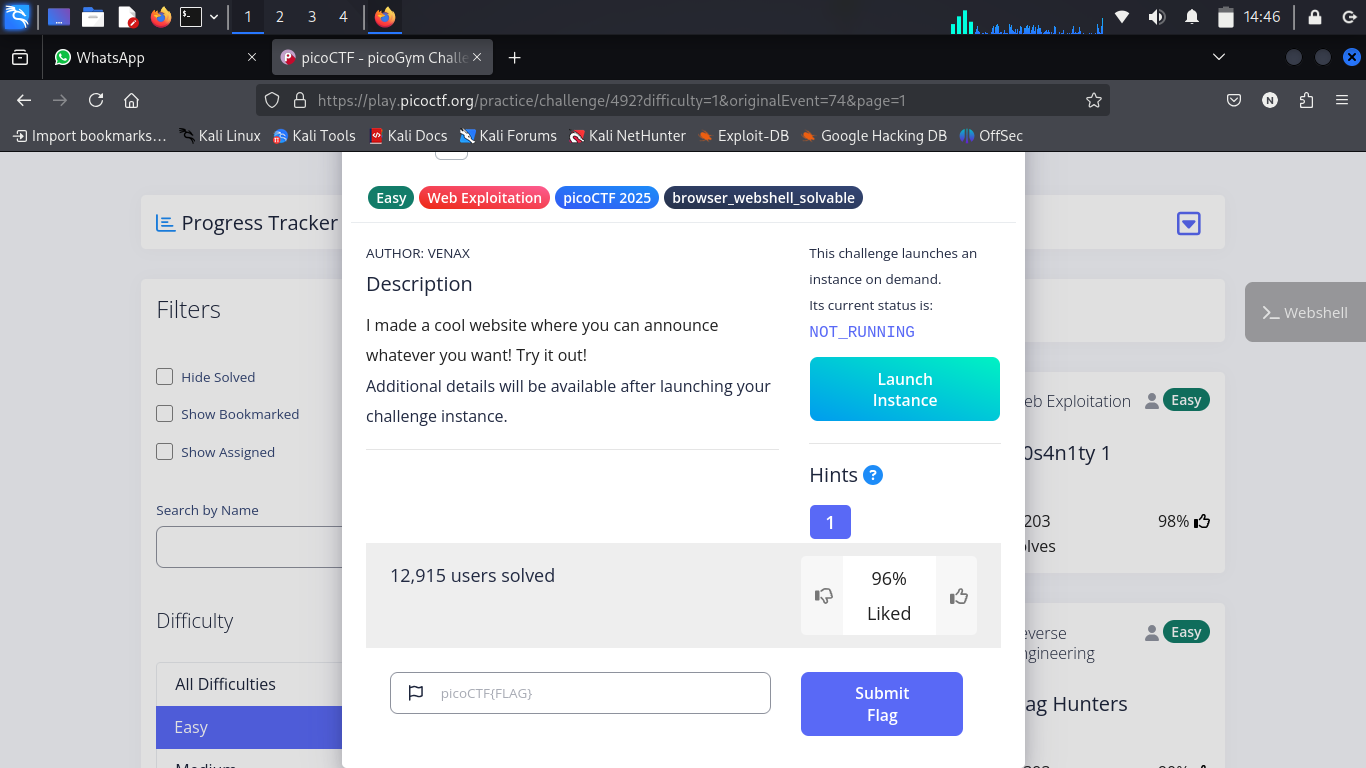 1 2 3 4 14:46
WhatsApp
picoCTF - picoGym Challe
https://play.picoctf.org/practice/challenge/492?difficulty=1&originalEvent=74&page=1
N
Import bookmarks… Kali Linux Kali Tools Kali Docs Kali Forums Kali NetHunter Exploit-DB Google Hacking DB OffSec
Progress Tracker
Filters
Hide Solved
Show Bookmarked
Show Assigned
Search by Name
Difficulty
All Difficulties
Easy
Medium
Easy Web Exploitation picoCTF 2025 browser_webshell_solvable
AUTHOR: VENAX
Description
I made a cool website where you can announce
whatever you want! Try it out!
Additional details will be available after launching your
challenge instance.
This challenge launches an
instance on demand.
Its current status is:
NOT_RUNNING
Launch
Instance
Hints ?
1
12,915 users solved
96%
Liked
picoCTF{FLAG}
Submit
Flag
Webshell
eb Exploitation Easy
0s4n1ty 1
203 98%
lves
everse Easy
ngineering
ag Hunters